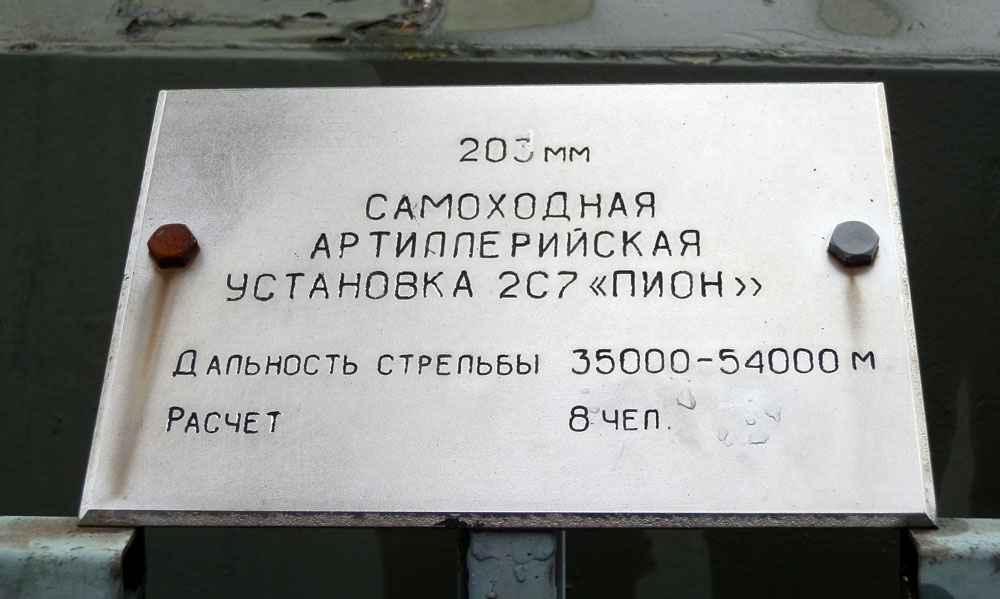 203 мм
САМОХОДНАЯ
АРТИЛЛЕРИЙСКАЯ
УСТАНОВКА 2С7 «ПИОН»
ДАЛЬНОСТЬ СТРЕЛЬБЫ 35000-54000 м
РАСЧЕТ 8 ЧЕЛ.